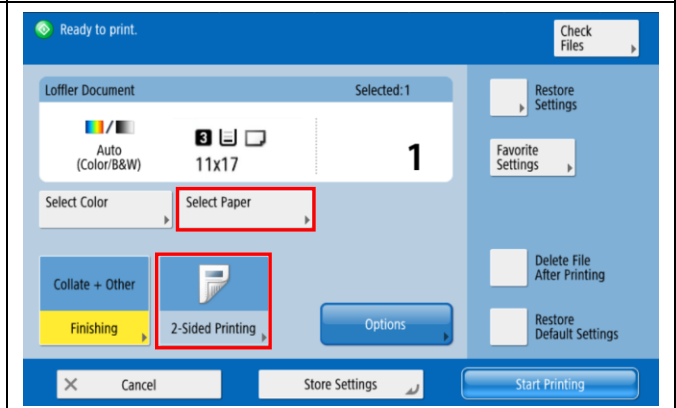 Ready to print.
Check
Files
Loffler Document
Selected:1
Auto
(Color/B&W)
3
11x17
1
Select Color
Select Paper
Collate + Other
Finishing
2-Sided Printing
Options
Restore
Settings
Favorite
Settings
Delete File
After Printing
Restore
Default Settings
Cancel
Store Settings
Start Printing